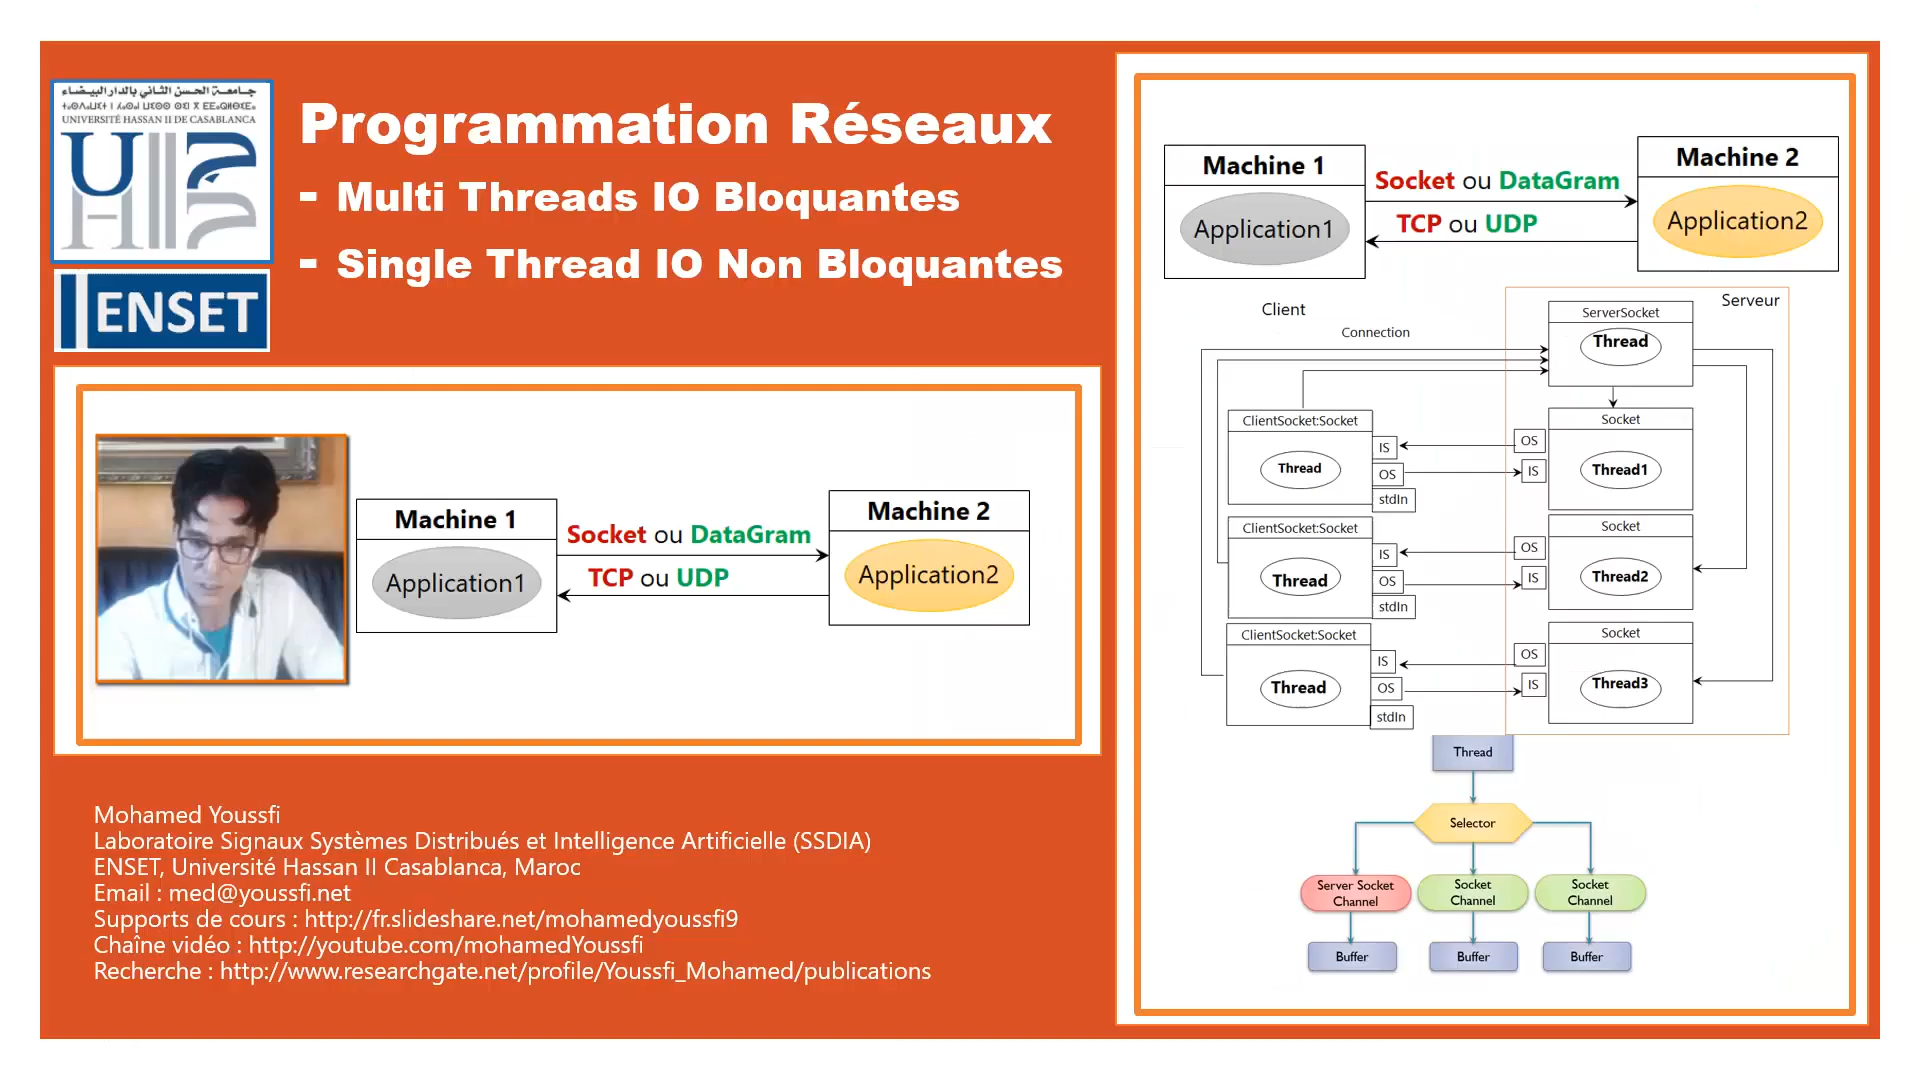 جامعة الحسن الثاني بالدار البيضاء
UNIVERSITÉ HASSAN II DE CASABLANCA
ENSET
Programmation Réseaux
- Multi Threads IO Bloquantes
- Single Thread IO Non Bloquantes
Machine 1
Application1
Socket ou DataGram
TCP ou UDP
Machine 2
Application2
Mohamed Youssfi
Laboratoire Signaux Systèmes Distribués et Intelligence Artificielle (SSDIA)
ENSET, Université Hassan II Casablanca, Maroc
Email : med@youssfi.net
Supports de cours : http://fr.slideshare.net/mohamedyoussfi9
Chaîne vidéo : http://youtube.com/mohamedYoussfi
Recherche : http://www.researchgate.net/profile/Youssfi_Mohamed/publications
Machine 1
Application1
Socket ou DataGram
TCP ou UDP
Machine 2
Application2
Client
Serveur
Connection
ServerSocket
Thread
ClientSocket:Socket
Thread
IS
OS
stdIn
OS
IS
Socket
Thread1
ClientSocket:Socket
Thread
IS
OS
stdIn
OS
IS
Socket
Thread2
ClientSocket:Socket
Thread
IS
OS
stdIn
OS
IS
Socket
Thread3
Thread
Selector
Server Socket
Channel
Socket
Channel
Socket
Channel
Buffer
Buffer
Buffer